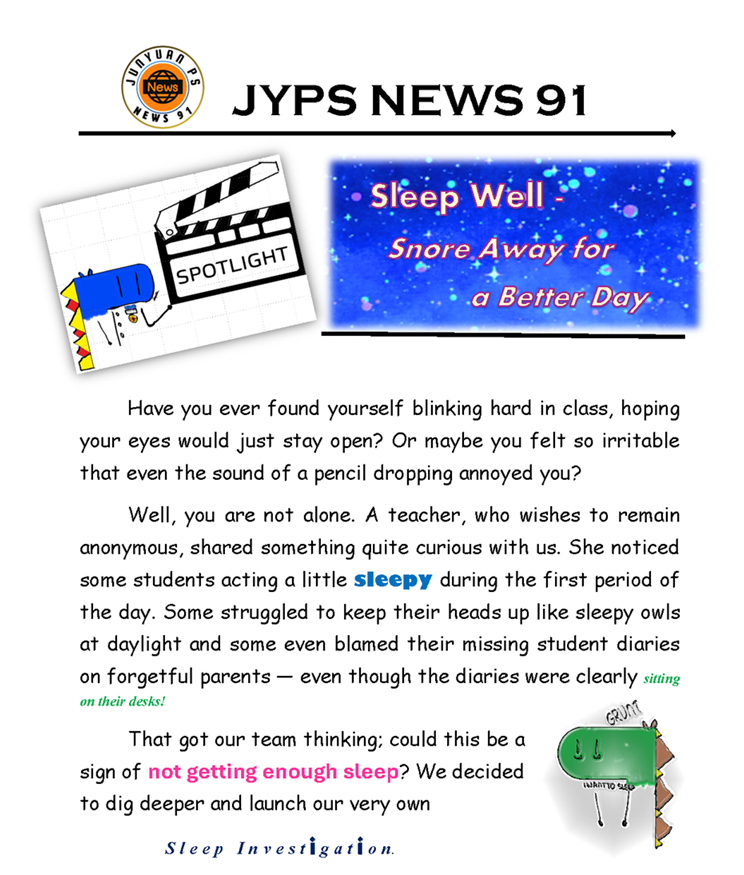 JUNYUAN PS
News
NEWS 91
JYPS NEWS 91
SPOTLIGHT
Sleep Well -
Snore Away for
a Better Day
Have you ever found yourself blinking hard in class, hoping
your eyes would just stay open? Or maybe you felt so irritable
that even the sound of a pencil dropping annoyed you?
Well, you are not alone. A teacher, who wishes to remain
anonymous, shared something quite curious with us. She noticed
some students acting a little sleepy during the first period of
the day. Some struggled to keep their heads up like sleepy owls
at daylight and some even blamed their missing student diaries
on forgetful parents — even though the diaries were clearly sitting
on their desks!
GRUNT
I WANT TO SLEEP
That got our team thinking; could this be a
sign of not getting enough sleep? We decided
to dig deeper and launch our very own
Sleep Investigation.